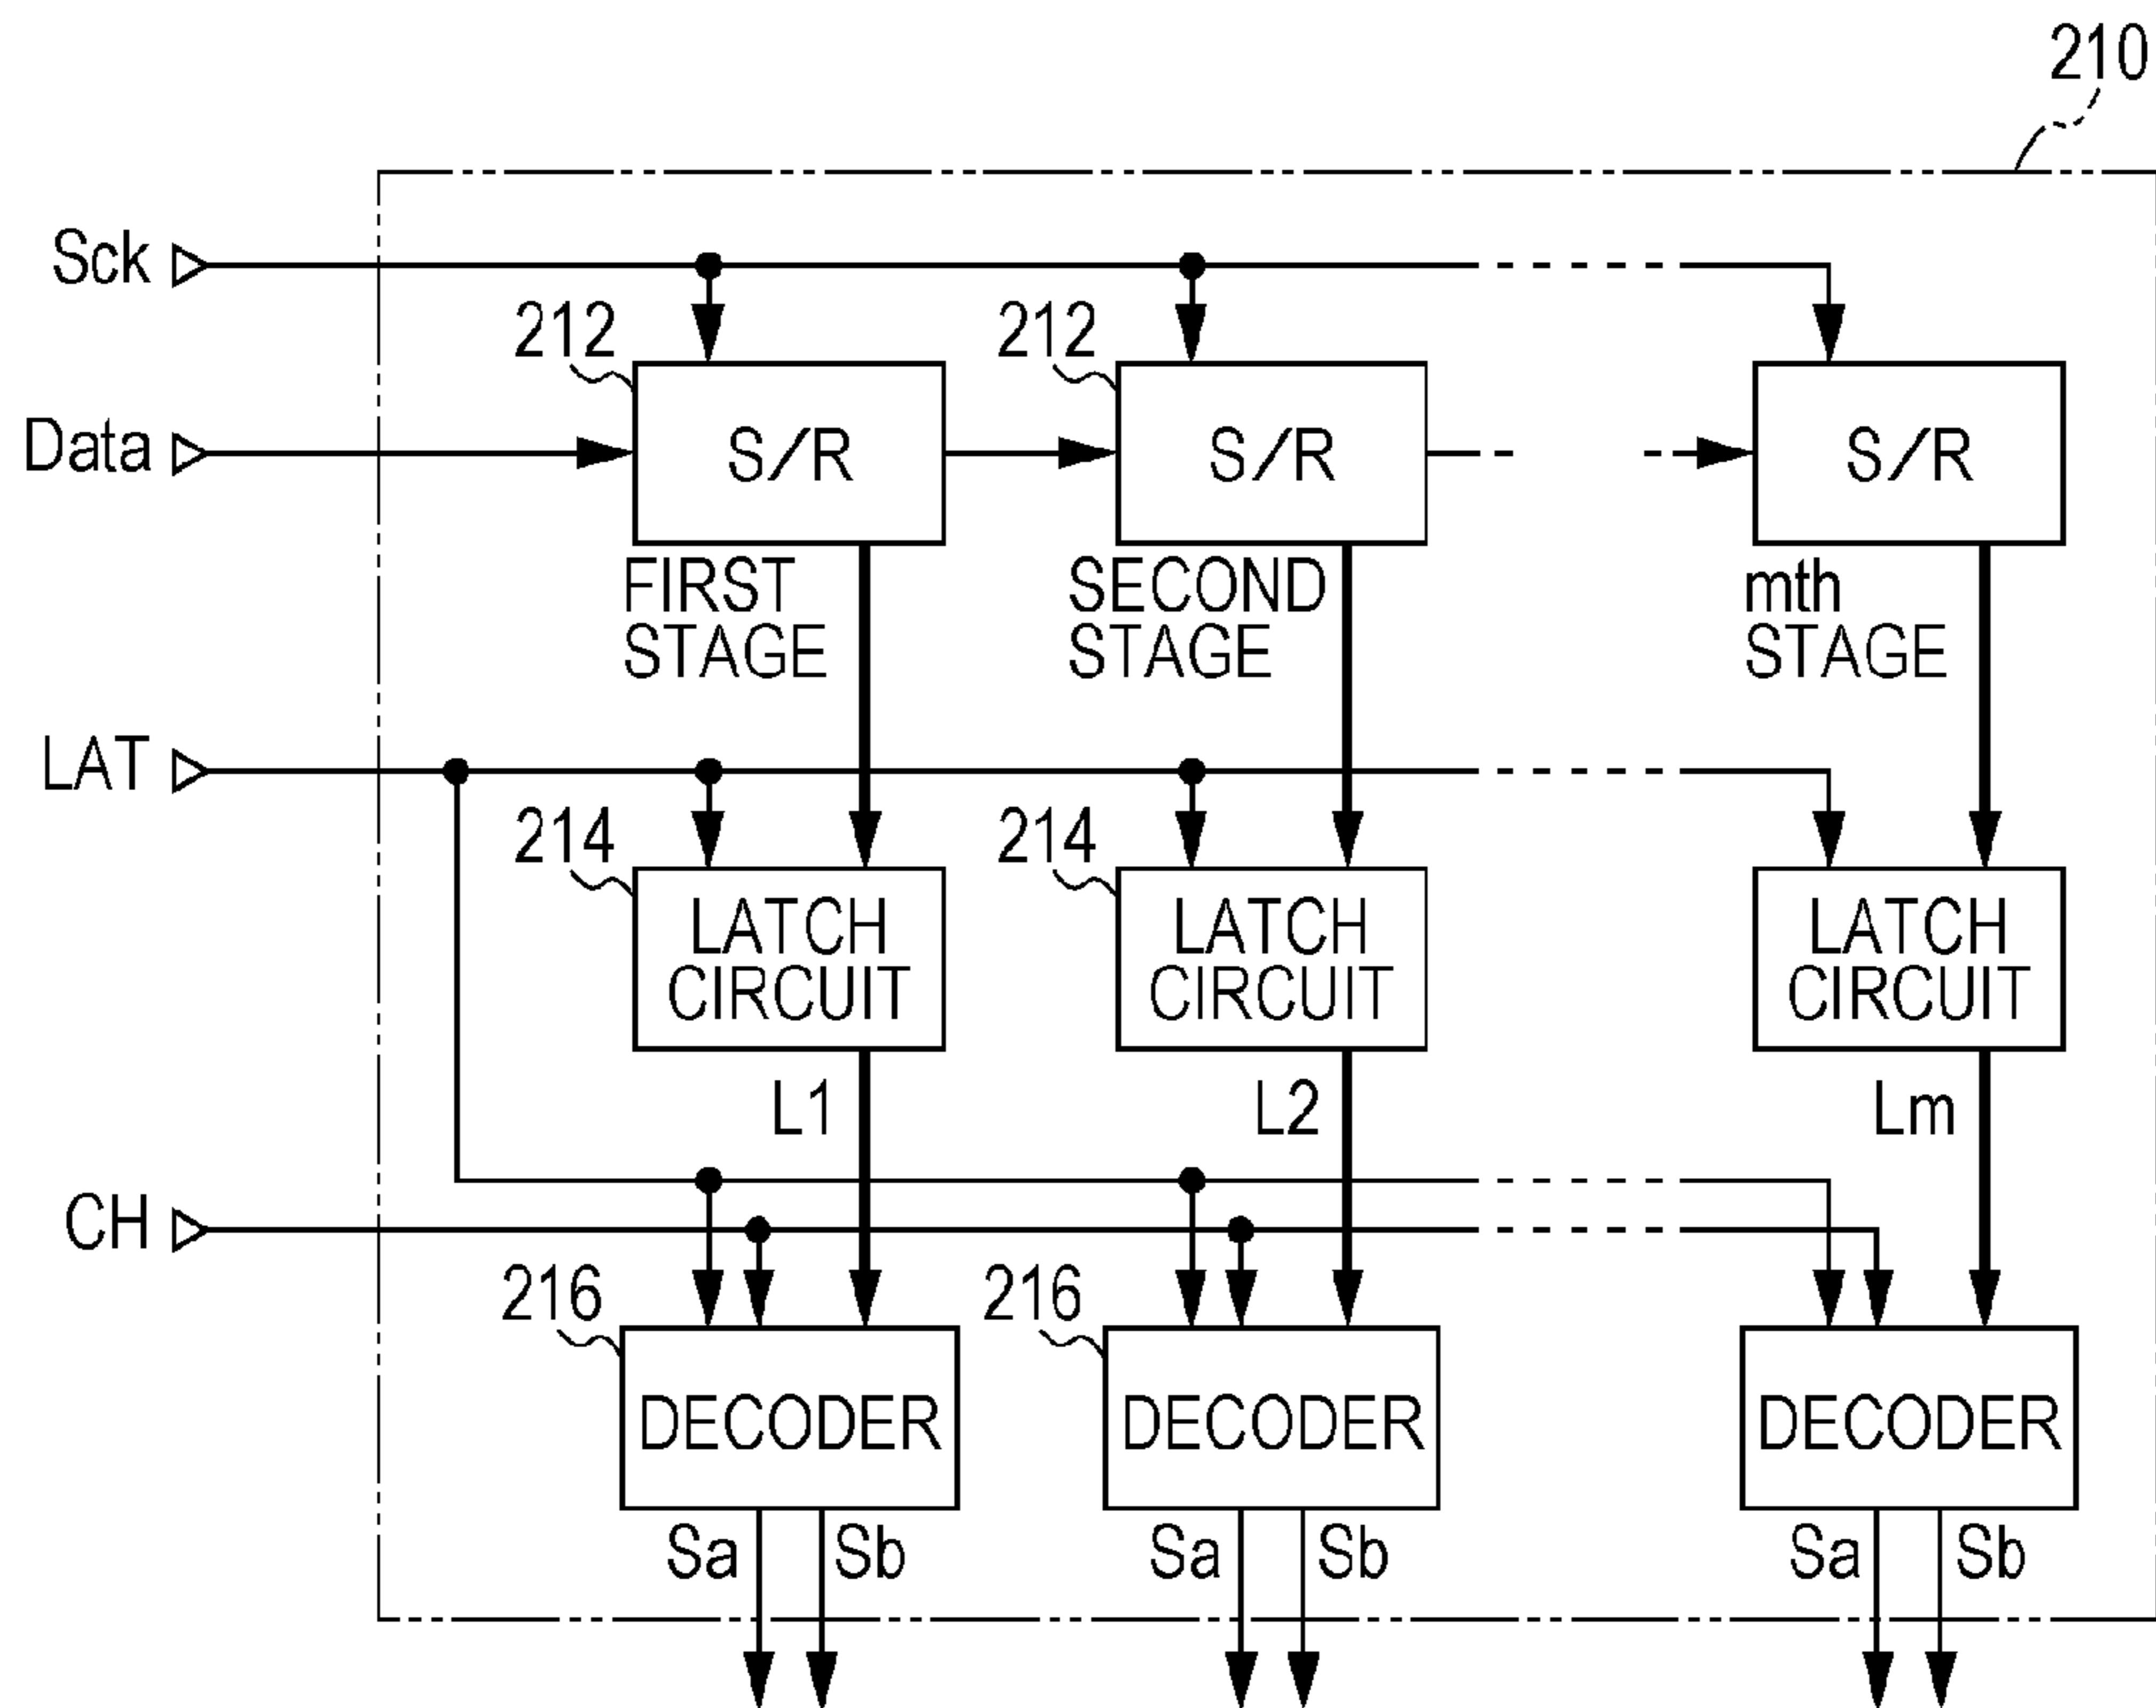 210
Sck
212
212
Data
S/R
S/R
S/R
FIRST
STAGE
SECOND
STAGE
mth
STAGE
LAT
214
214
LATCH
CIRCUIT
LATCH
CIRCUIT
LATCH
CIRCUIT
L1
L2
Lm
CH
216
216
DECODER
DECODER
DECODER
Sa
Sb
Sa
Sb
Sa
Sb